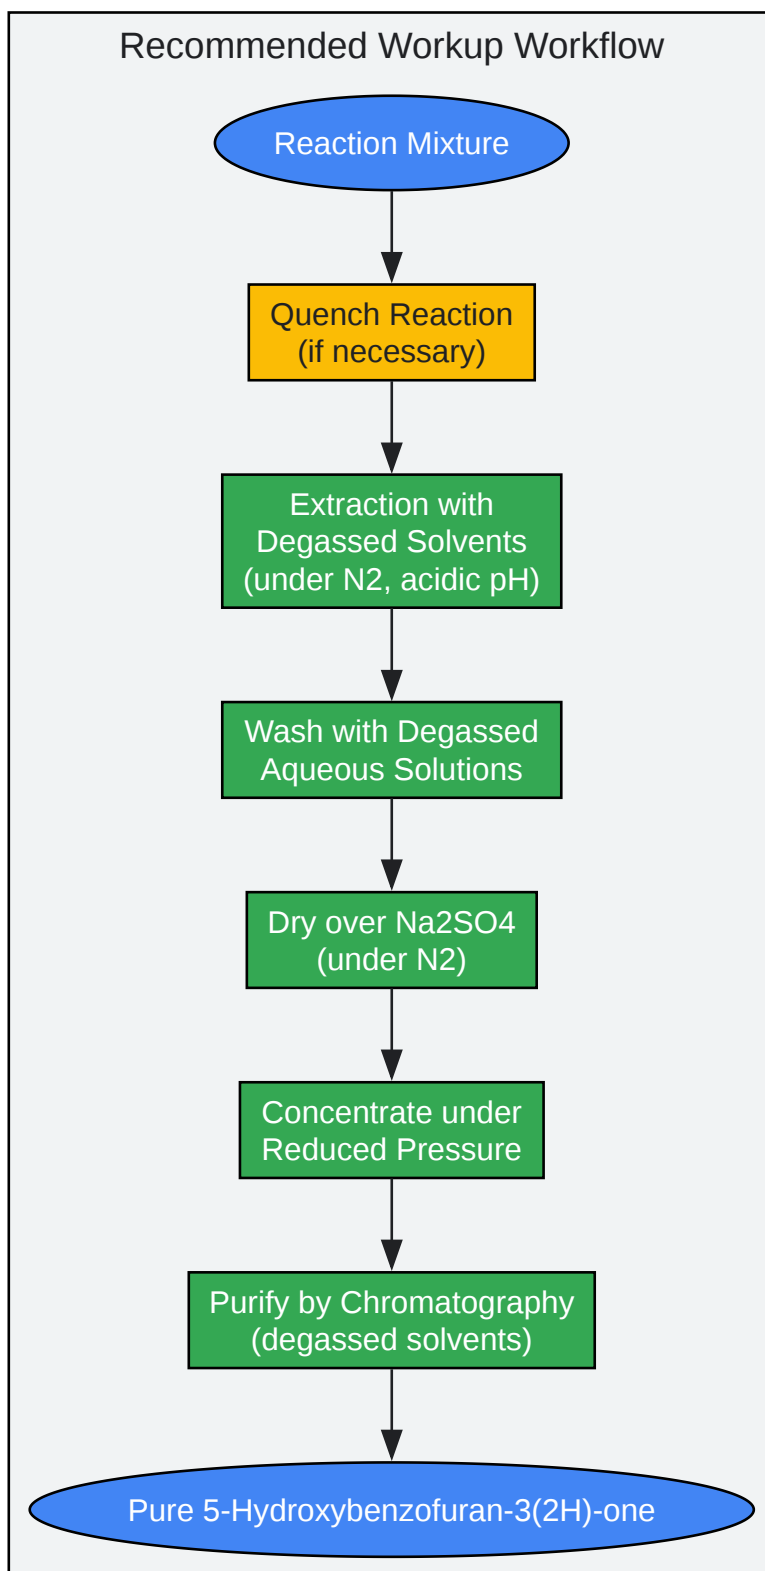 Recommended Workup Workflow
Reaction Mixture
Quench Reaction
(if necessary)
Extraction with
Degassed Solvents
(under N2, acidic pH)
Wash with Degassed
Aqueous Solutions
Dry over Na2SO4
(under N2)
Concentrate under
Reduced Pressure
Purify by Chromatography
(degassed solvents)
Pure 5-Hydroxybenzofuran-3(2H)-one